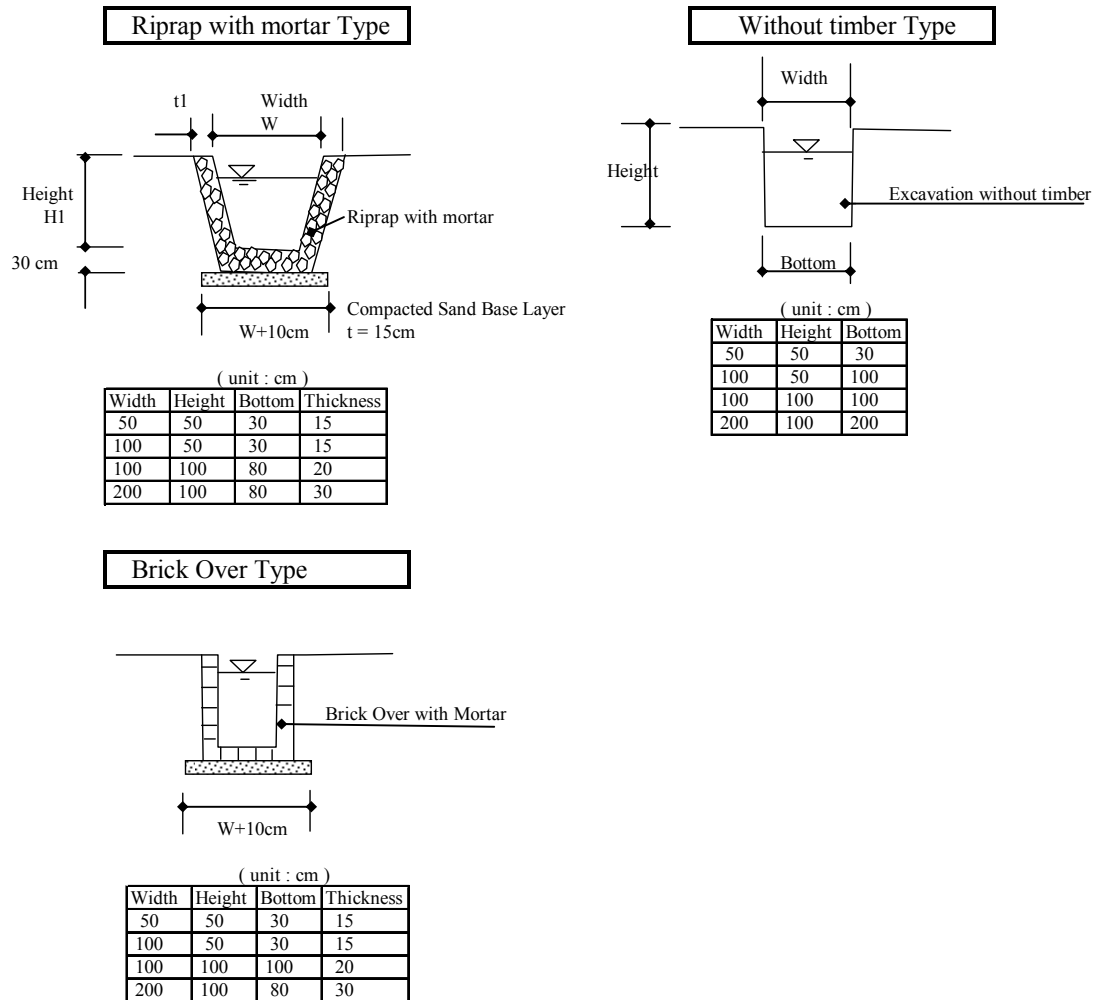 Riprap with mortar Type
t1
Width
W
Height
H1
30 cm
Riprap with mortar
Compacted Sand Base Layer
W+10cm
t = 15cm
( unit : cm )
Width Height Bottom Thickness
50 50 30 15
100 50 30 15
100 100 80 20
200 100 80 30
Without timber Type
Width
Height
Excavation without timber
Bottom
( unit : cm )
Width Height Bottom
50 50 30
100 50 100
100 100 100
200 100 200
Brick Over Type
Brick Over with Mortar
W+10cm
( unit : cm )
Width Height Bottom Thickness
50 50 30 15
100 50 30 15
100 100 100 20
200 100 80 30